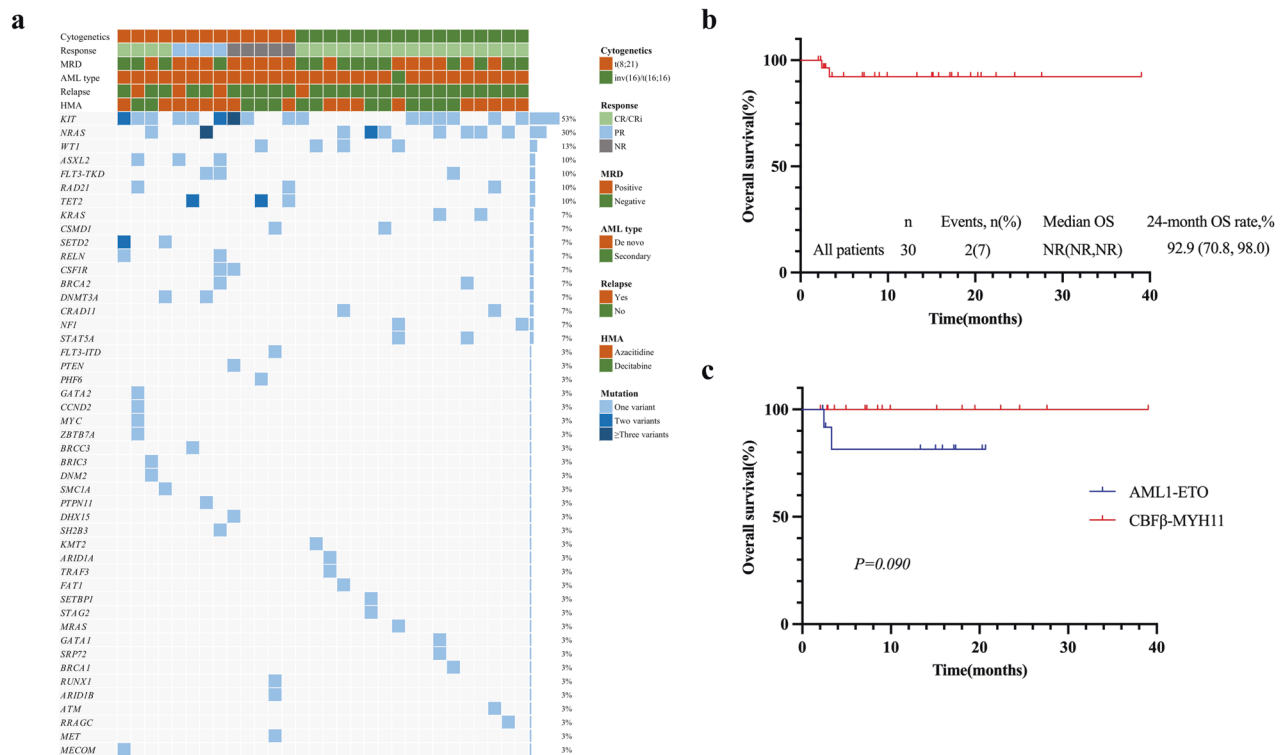 a
Cytogenetics
Response
MRD
AML type
Relapse
HMA
KIT 53%
NRAS 30%
WT1 13%
ASXL2 10%
FLT3-TKD 10%
RAD21 10%
TET2 10%
KRAS 7%
CSMD1 7%
SETD2 7%
RELN 7%
CSF1R 7%
BRCA2 7%
DNMT3A 7%
CRAD11 7%
NF1 7%
STAT5A 7%
FLT3-ITD 3%
PTEN 3%
PHF6 3%
GATA2 3%
CCND2 3%
MYC 3%
ZBTB7A 3%
BRCC3 3%
BRIC3 3%
DNM2 3%
SMC1A 3%
PTPN11 3%
DHX15 3%
SH2B3 3%
KMT2 3%
ARID1A 3%
TRAF3 3%
FAT1 3%
SETBP1 3%
STAG2 3%
MRAS 3%
GATA1 3%
SRP72 3%
BRCA1 3%
RUNX1 3%
ARID1B 3%
ATM 3%
RRAGC 3%
MET 3%
MECOM 3%
Cytogenetics
t(8;21)
inv(16)/t(16;16)
Response
CR/CRi
PR
NR
MRD
Positive
Negative
AML type
De novo
Secondary
Relapse
Yes
No
HMA
Azacitidine
Decitabine
Mutation
One variant
Two variants
≥Three variants
b
Overall survival(%)
100
50
0
n Events, n(%) Median OS 24-month OS rate,%
All patients 30 2(7) NR(NR,NR) 92.9 (70.8, 98.0)
0 10 20 30 40
Time(months)
c
Overall survival(%)
100
50
0
AML1-ETO
CBFβ-MYH11
P=0.090
0 10 20 30 40
Time(months)